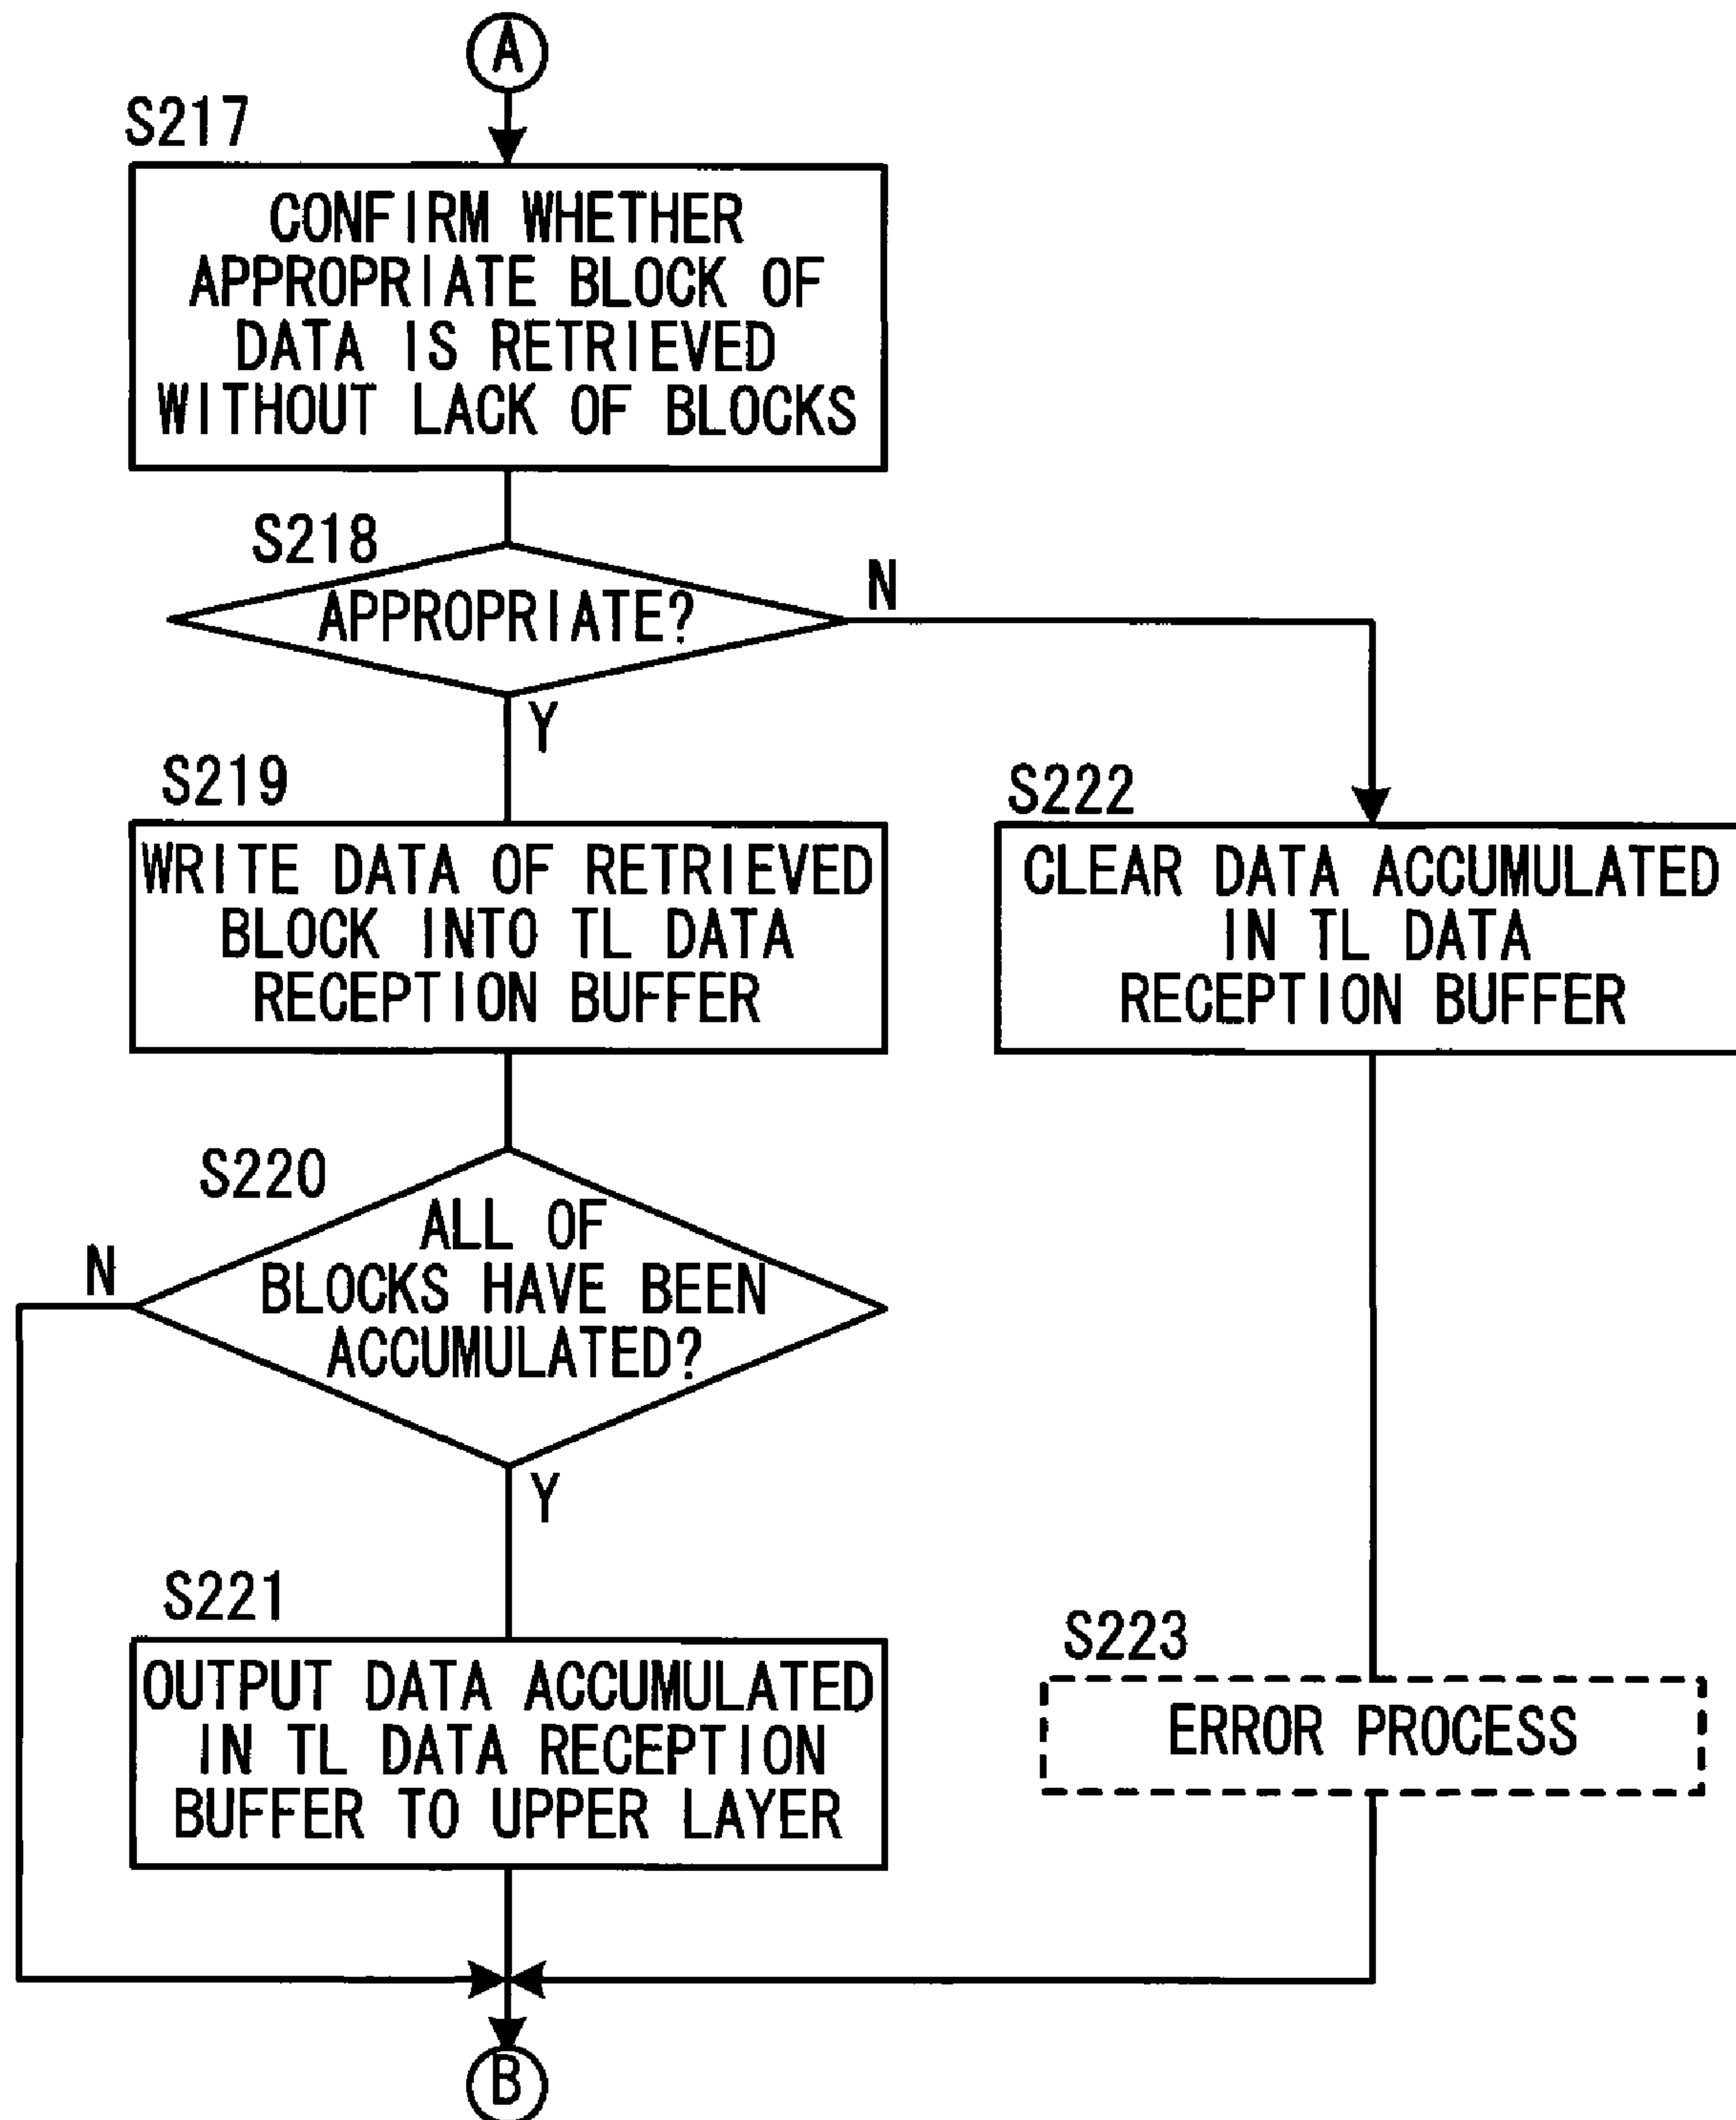 A
S217
CONFIRM WHETHER
APPROPRIATE BLOCK OF
DATA IS RETRIEVED
WITHOUT LACK OF BLOCKS
S218
APPROPRIATE?
N
Y
S219
WRITE DATA OF RETRIEVED
BLOCK INTO TL DATA
RECEPTION BUFFER
S222
CLEAR DATA ACCUMULATED
IN TL DATA
RECEPTION BUFFER
S220
ALL OF
BLOCKS HAVE BEEN
ACCUMULATED?
N
Y
S221
OUTPUT DATA ACCUMULATED
IN TL DATA RECEPTION
BUFFER TO UPPER LAYER
S223
ERROR PROCESS
B